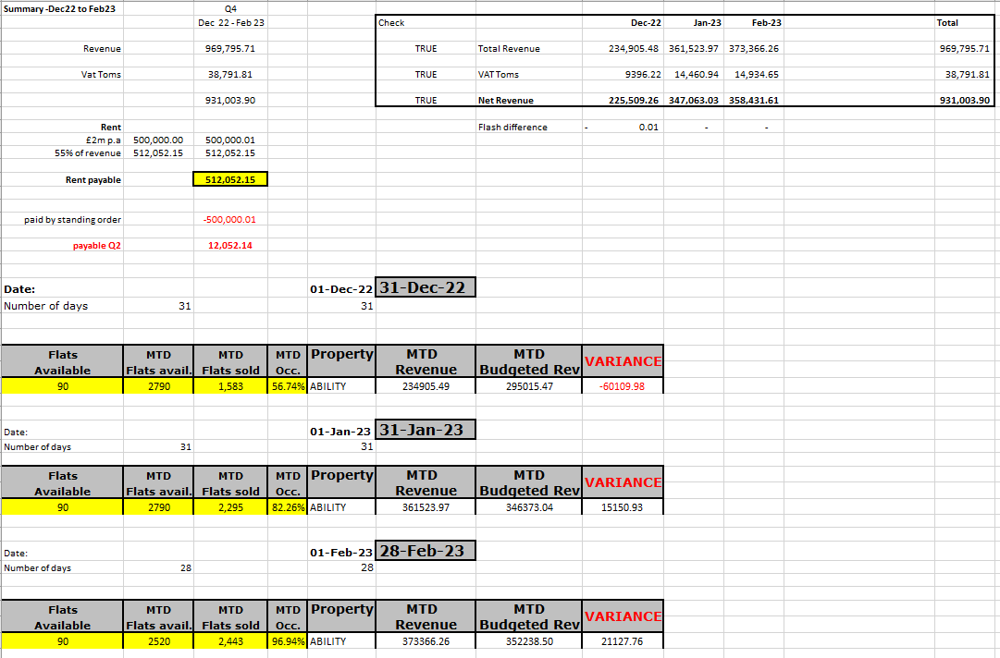 Summary -Dec22 to Feb23 Q4
Dec 22 - Feb 23 Check Dec-22 Jan-23 Feb-23 Total
Revenue 969,795.71 TRUE Total Revenue 234,905.48 361,523.97 373,366.26 969,795.71
Vat Toms 38,791.81 TRUE VAT Toms 9396.22 14,460.94 14,934.65 38,791.81
931,003.90 TRUE Net Revenue 225,509.26 347,063.03 358,431.61 931,003.90
Rent Flash difference - 0.01 - -
£2m p.a 500,000.00 500,000.01
55% of revenue 512,052.15 512,052.15
Rent payable 512,052.15
paid by standing order -500,000.01
payable Q2 12,052.14
Date: 01-Dec-22 31-Dec-22
Number of days 31 31
Flats MTD MTD MTD Property MTD MTD VARIANCE
Available Flats avail. Flats sold Occ. Revenue Budgeted Rev
90 2790 1,583 56.74% ABILITY 234905.49 295015.47 -60109.98
Date: 01-Jan-23 31-Jan-23
Number of days 31 31
Flats MTD MTD MTD Property MTD MTD VARIANCE
Available Flats avail. Flats sold Occ. Revenue Budgeted Rev
90 2790 2,295 82.26% ABILITY 361523.97 346373.04 15150.93
Date: 01-Feb-23 28-Feb-23
Number of days 28 28
Flats MTD MTD MTD Property MTD MTD VARIANCE
Available Flats avail. Flats sold Occ. Revenue Budgeted Rev
90 2520 2,443 96.94% ABILITY 373366.26 352238.50 21127.76